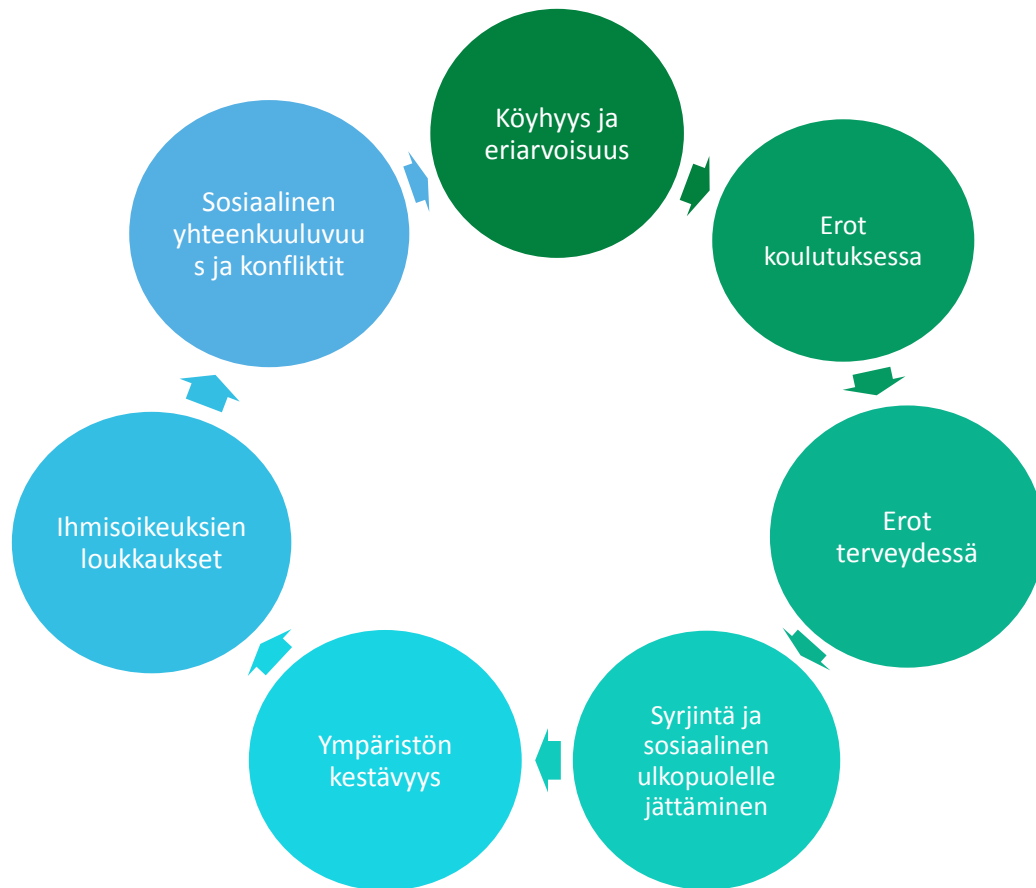 Köyhyys ja
eriarvoisuus
Erot
koulutuksessa
Erot
terveydessä
Syrjintä ja
sosiaalinen
ulkopuolelle
jättäminen
Ympäristön
kestävyys
Ihmisoikeuksien
loukkaukset
Sosiaalinen
yhteenkuuluvuu
s ja konfliktit